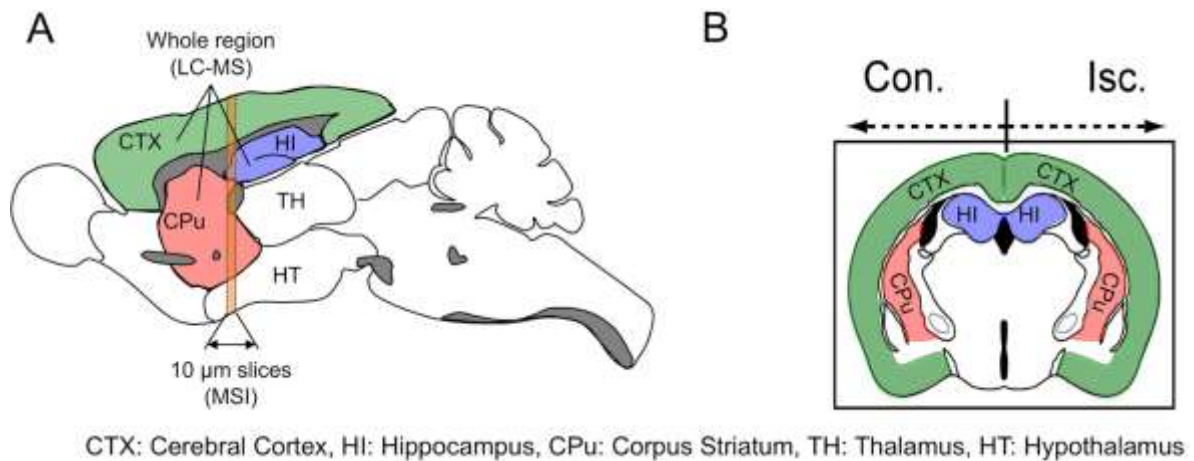 A
Whole region
(LC-MS)
CTX
HI
CPu
TH
HT
10 µm slices
(MSI)
B
Con.
Isc.
CTX
CTX
HI
HI
CPu
CPu
CTX: Cerebral Cortex, HI: Hippocampus, CPu: Corpus Striatum, TH: Thalamus, HT: Hypothalamus